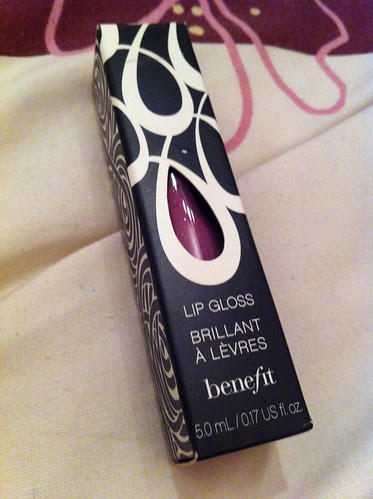 LIP GLOSS
BRILLANT
À LÈVRES
benefit
5.0 mL / 0.17 US fl. oz